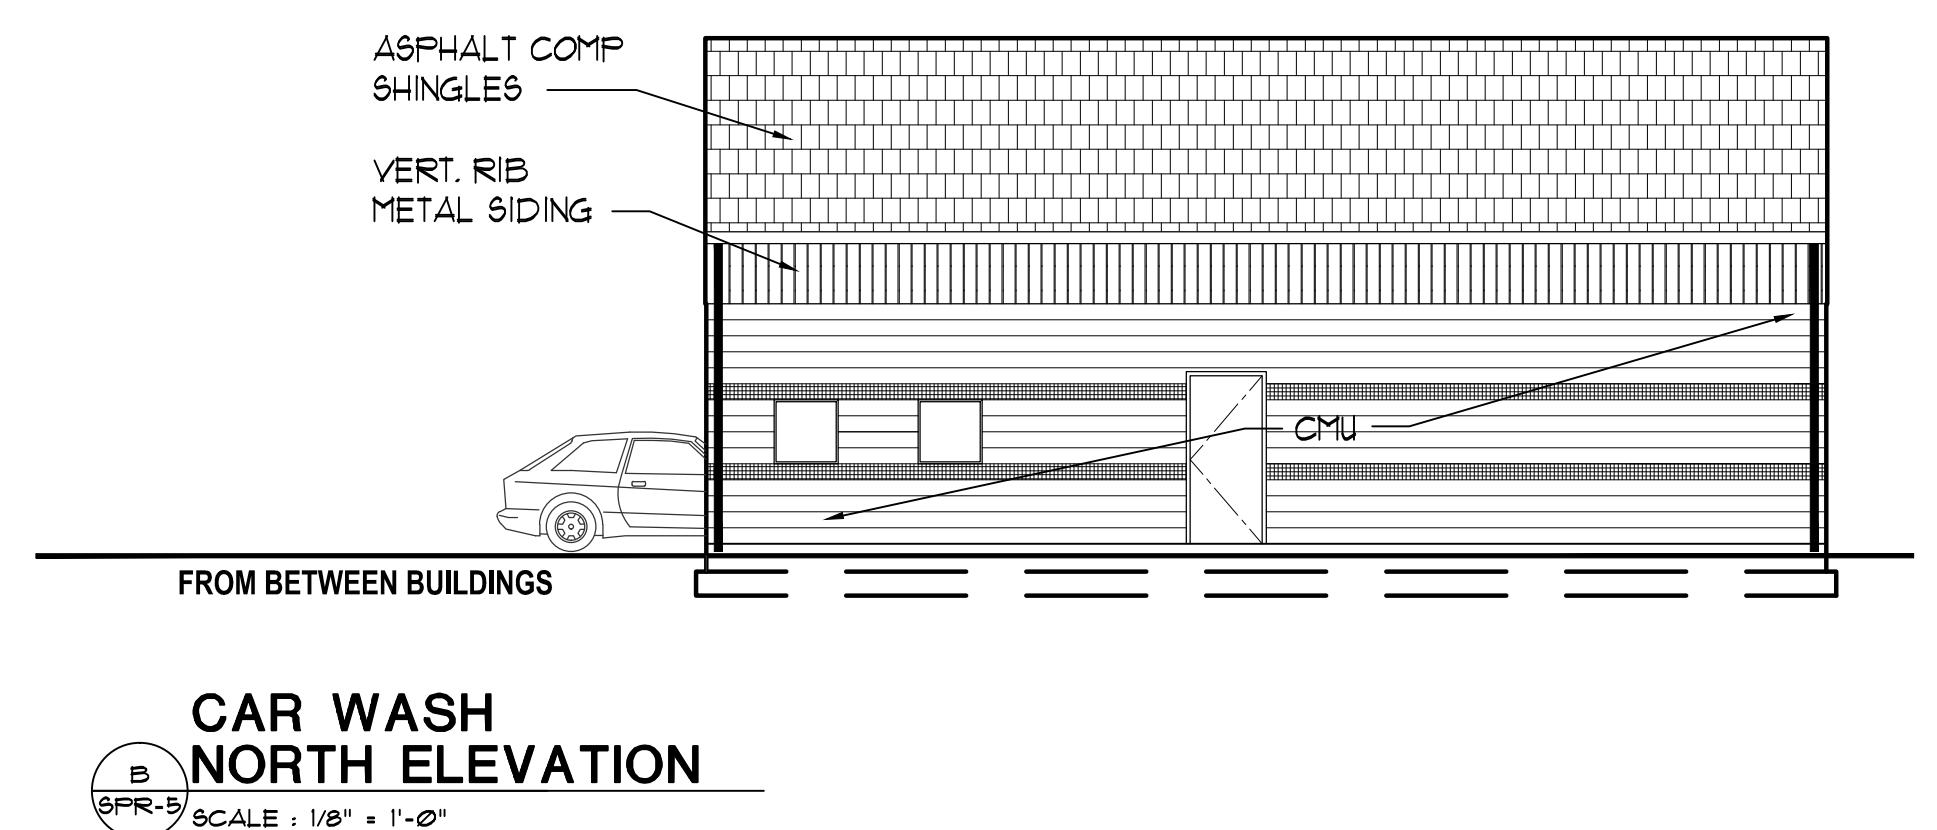 ASPHALT COMP
SHINGLES
VERT. RIB
METAL SIDING
CMU
FROM BETWEEN BUILDINGS
CAR WASH
NORTH ELEVATION
B
SPR-5
SCALE : 1/8" = 1'-0"